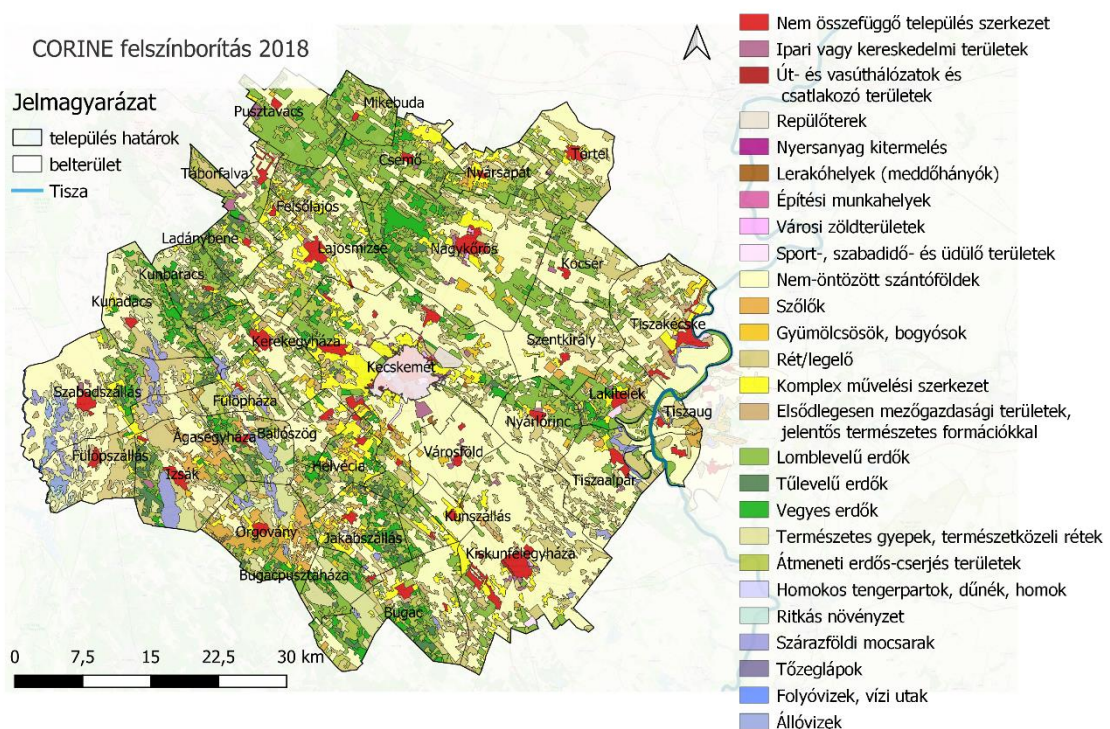 CORINE felszínborítás 2018
Jelmagyarázat
település határok
belterület
Tisza
Pusztavacs
Mikebuda
Táborfalva
Csemő
Nyársapát
Törtel
Felsőlajos
Ladánybene
Lajosmizse
Nagykőrös
Kocsér
Kunbaracs
Kunadacs
Tiszakécske
Kerekegyháza
Szentkirály
Kecskemét
Szabadszállás
Fülöpháza
Lakitelek
Tiszaug
Ágasegyháza
Ballószög
Nyárlőrinc
Fülöpszállás
Izsák
Helvécia
Városföld
Tiszaalpár
Orgovány
Jakabszállás
Kunszállás
Kiskunfélegyháza
Bugacpusztaháza
Bugac
0 7,5 15 22,5 30 km
Nem összefüggő település szerkezet
Ipari vagy kereskedelmi területek
Út- és vasúthálózatok és
csatlakozó területek
Repülőterek
Nyersanyag kitermelés
Lerakóhelyek (meddőhányók)
Építési munkahelyek
Városi zöldterületek
Sport-, szabadidő- és üdülő területek
Nem-öntözött szántóföldek
Szőlők
Gyümölcsösök, bogyósok
Rét/legelő
Komplex művelési szerkezet
Elsődlegesen mezőgazdasági területek,
jelentős természetes formációkkal
Lomblevelű erdők
Tűlevelű erdők
Vegyes erdők
Természetes gyepek, természetközeli rétek
Átmeneti erdős-cserjés területek
Homokos tengerpartok, dűnék, homok
Ritkás növényzet
Szárazföldi mocsarak
Tőzeglápok
Folyóvizek, vízi utak
Állóvizek